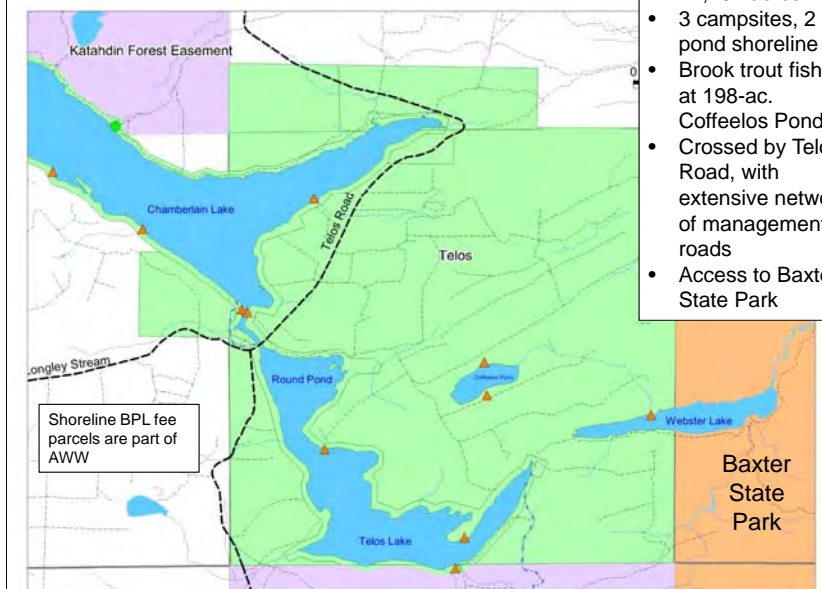 • 3 campsites, 2
pond shoreline
• Brook trout fish
at 198-ac.
Coffeelos Pond
• Crossed by Telo
Road, with
extensive netwo
of management
roads
• Access to Baxte
State Park
Katahdin Forest Easement
0
Chamberlain Lake
Telos Road
Telos
ongley Stream
Round Pond
Coffeelos Pond
Shoreline BPL fee
parcels are part of
AWW
Webster Lake
Baxter
State
Park
Telos Lake